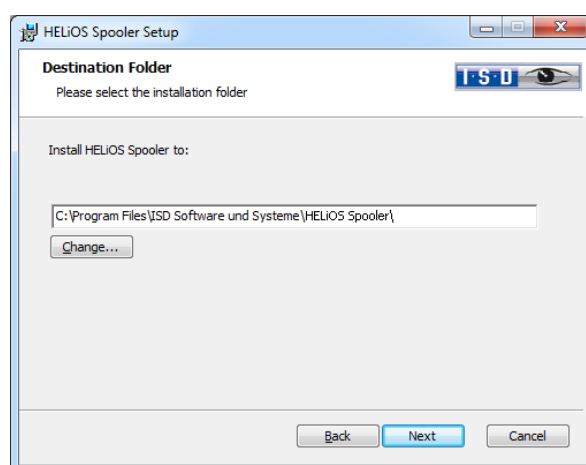 HELiOS Spooler Setup
Destination Folder
I·S·D
Please select the installation folder
Install HELiOS Spooler to:
C:\Program Files\ISD Software und Systeme\HELiOS Spooler\
Change...
Back Next Cancel